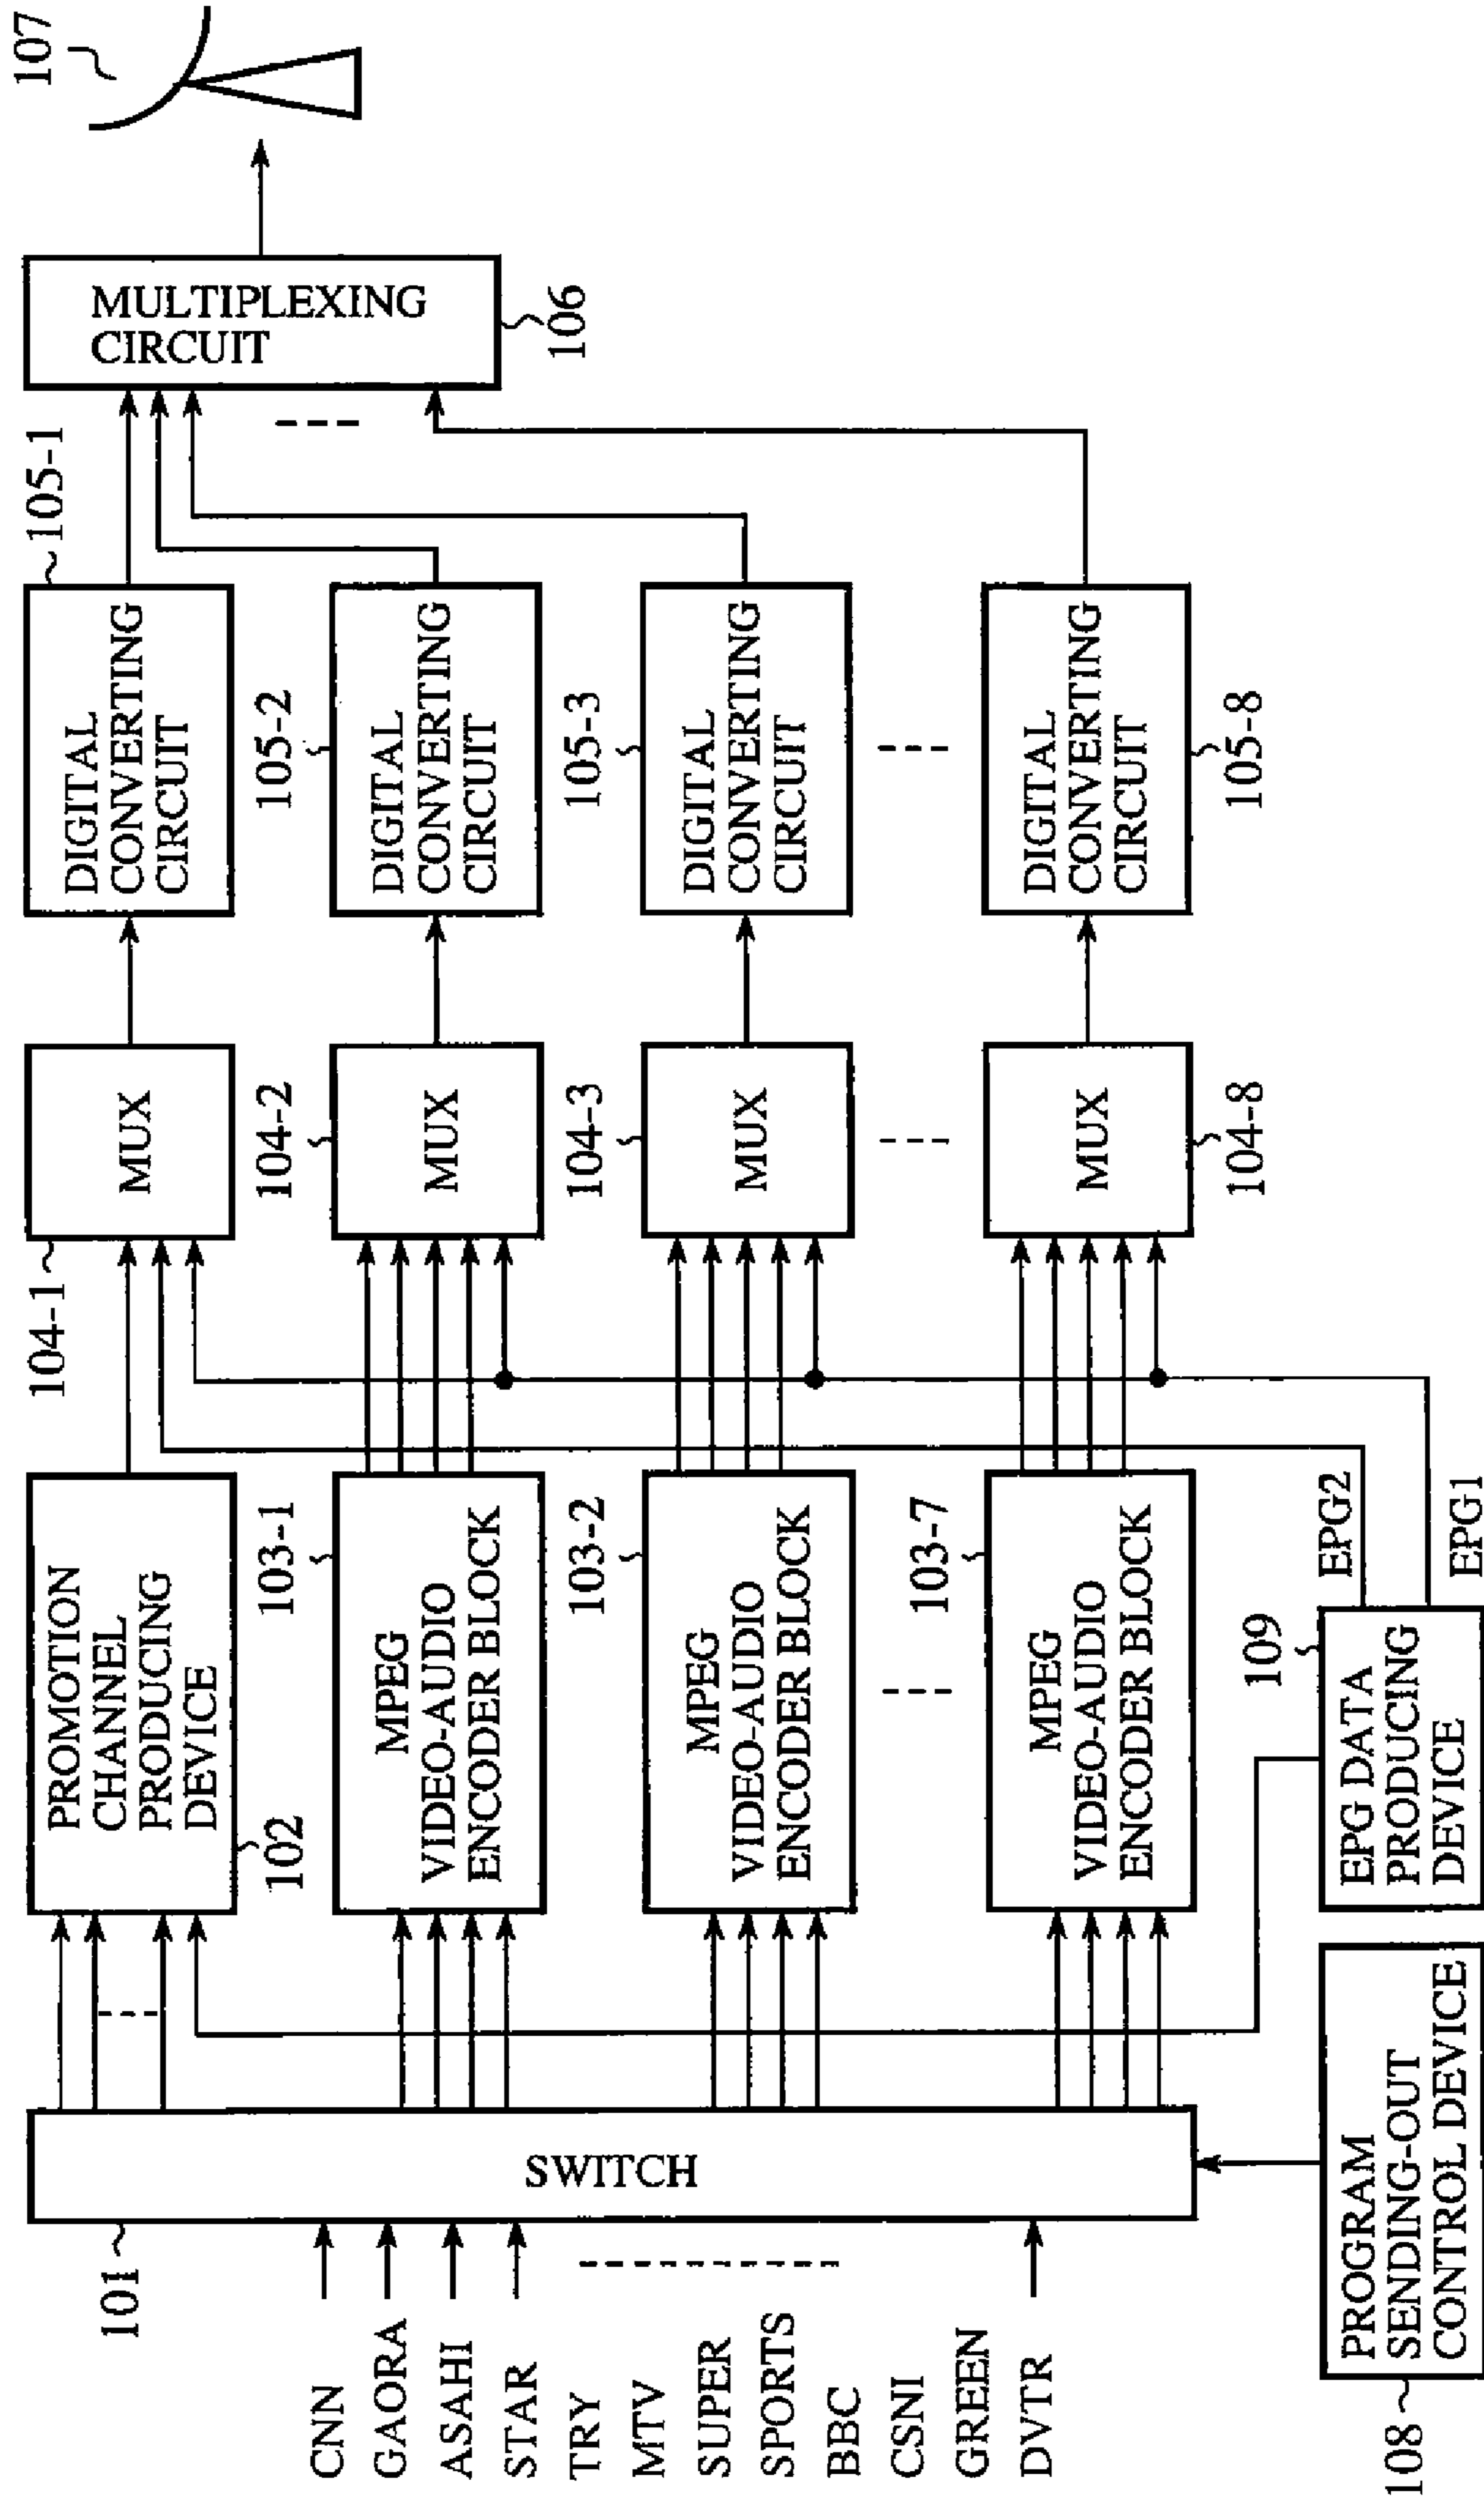 CNN
GAORA
ASAHI
STAR
TRY
MTV
SUPER
SPORTS
BBC
CSNI
GREEN
DVTR
101
SWITCH
108
PROGRAM
SENDING-OUT
CONTROL DEVICE
PROMOTION
CHANNEL
PRODUCING
DEVICE
102
103-1
MPEG
VIDEO-AUDIO
ENCODER BLOCK
103-2
MPEG
VIDEO-AUDIO
ENCODER BLOCK
103-7
MPEG
VIDEO-AUDIO
ENCODER BLOCK
109
EPG DATA
PRODUCING
DEVICE
EPG2
EPG1
104-1
MUX
104-2
MUX
104-3
MUX
MUX
104-8
105-1
DIGITAL
CONVERTING
CIRCUIT
105-2
DIGITAL
CONVERTING
CIRCUIT
105-3
DIGITAL
CONVERTING
CIRCUIT
DIGITAL
CONVERTING
CIRCUIT
105-8
MULTIPLEXING
CIRCUIT
106
107